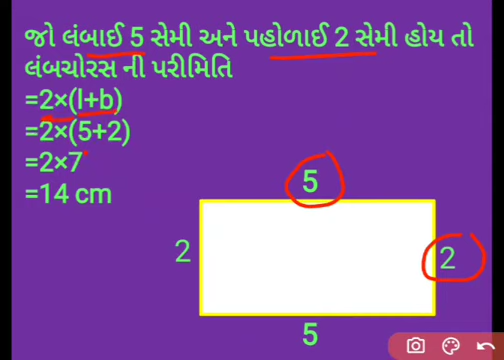 જો લંબાઈ 5 સેમી અને પહોળાઈ 2 સેમી હોય તો
લંબચોરસ ની પરીમિતિ
=2×(l+b)
=2×(5+2)
=2×7
=14 cm
5
2
2
5